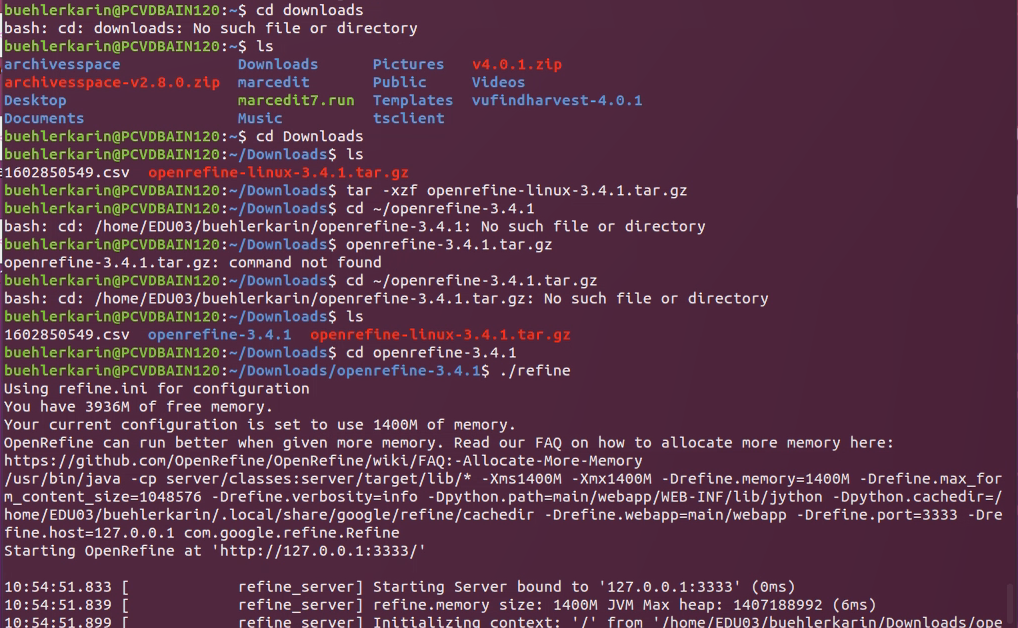 buehlerkarin@PCVDBAIN120:~$ cd downloads
bash: cd: downloads: No such file or directory
buehlerkarin@PCVDBAIN120:~$ ls
archivesspace Downloads Pictures v4.0.1.zip
archivesspace-v2.8.0.zip marcedit Public Videos
Desktop marcedit7.run Templates vufindharvest-4.0.1
Documents Music tsclient
buehlerkarin@PCVDBAIN120:~$ cd Downloads
buehlerkarin@PCVDBAIN120:~/Downloads$ ls
1602850549.csv openrefine-linux-3.4.1.tar.gz
buehlerkarin@PCVDBAIN120:~/Downloads$ tar -xzf openrefine-linux-3.4.1.tar.gz
buehlerkarin@PCVDBAIN120:~/Downloads$ cd ~/openrefine-3.4.1
bash: cd: /home/EDU03/buehlerkarin/openrefine-3.4.1: No such file or directory
buehlerkarin@PCVDBAIN120:~/Downloads$ openrefine-3.4.1.tar.gz
openrefine-3.4.1.tar.gz: command not found
buehlerkarin@PCVDBAIN120:~/Downloads$ cd ~/openrefine-3.4.1.tar.gz
bash: cd: /home/EDU03/buehlerkarin/openrefine-3.4.1.tar.gz: No such file or directory
buehlerkarin@PCVDBAIN120:~/Downloads$ ls
1602850549.csv openrefine-3.4.1 openrefine-linux-3.4.1.tar.gz
buehlerkarin@PCVDBAIN120:~/Downloads$ cd openrefine-3.4.1
buehlerkarin@PCVDBAIN120:~/Downloads/openrefine-3.4.1$ ./refine
Using refine.ini for configuration
You have 3936M of free memory.
Your current configuration is set to use 1400M of memory.
OpenRefine can run better when given more memory. Read our FAQ on how to allocate more memory here:
https://github.com/OpenRefine/OpenRefine/wiki/FAQ:-Allocate-More-Memory
/usr/bin/java -cp server/classes:server/target/lib/* -Xms1400M -Xmx1400M -Drefine.memory=1400M -Drefine.max_for
m_content_size=1048576 -Drefine.verbosity=info -Dpython.path=main/webapp/WEB-INF/lib/jython -Dpython.cachedir=/
home/EDU03/buehlerkarin/.local/share/google/refine/cachedir -Drefine.webapp=main/webapp -Drefine.port=3333 -Dre
fine.host=127.0.0.1 com.google.refine.Refine
Starting OpenRefine at 'http://127.0.0.1:3333/'
10:54:51.833 [ refine_server] Starting Server bound to '127.0.0.1:3333' (0ms)
10:54:51.839 [ refine_server] refine.memory size: 1400M JVM Max heap: 1407188992 (6ms)
10:54:51.899 [ refine_server] Initializing context: '/' from '/home/EDU03/buehlerkarin/Downloads/ope